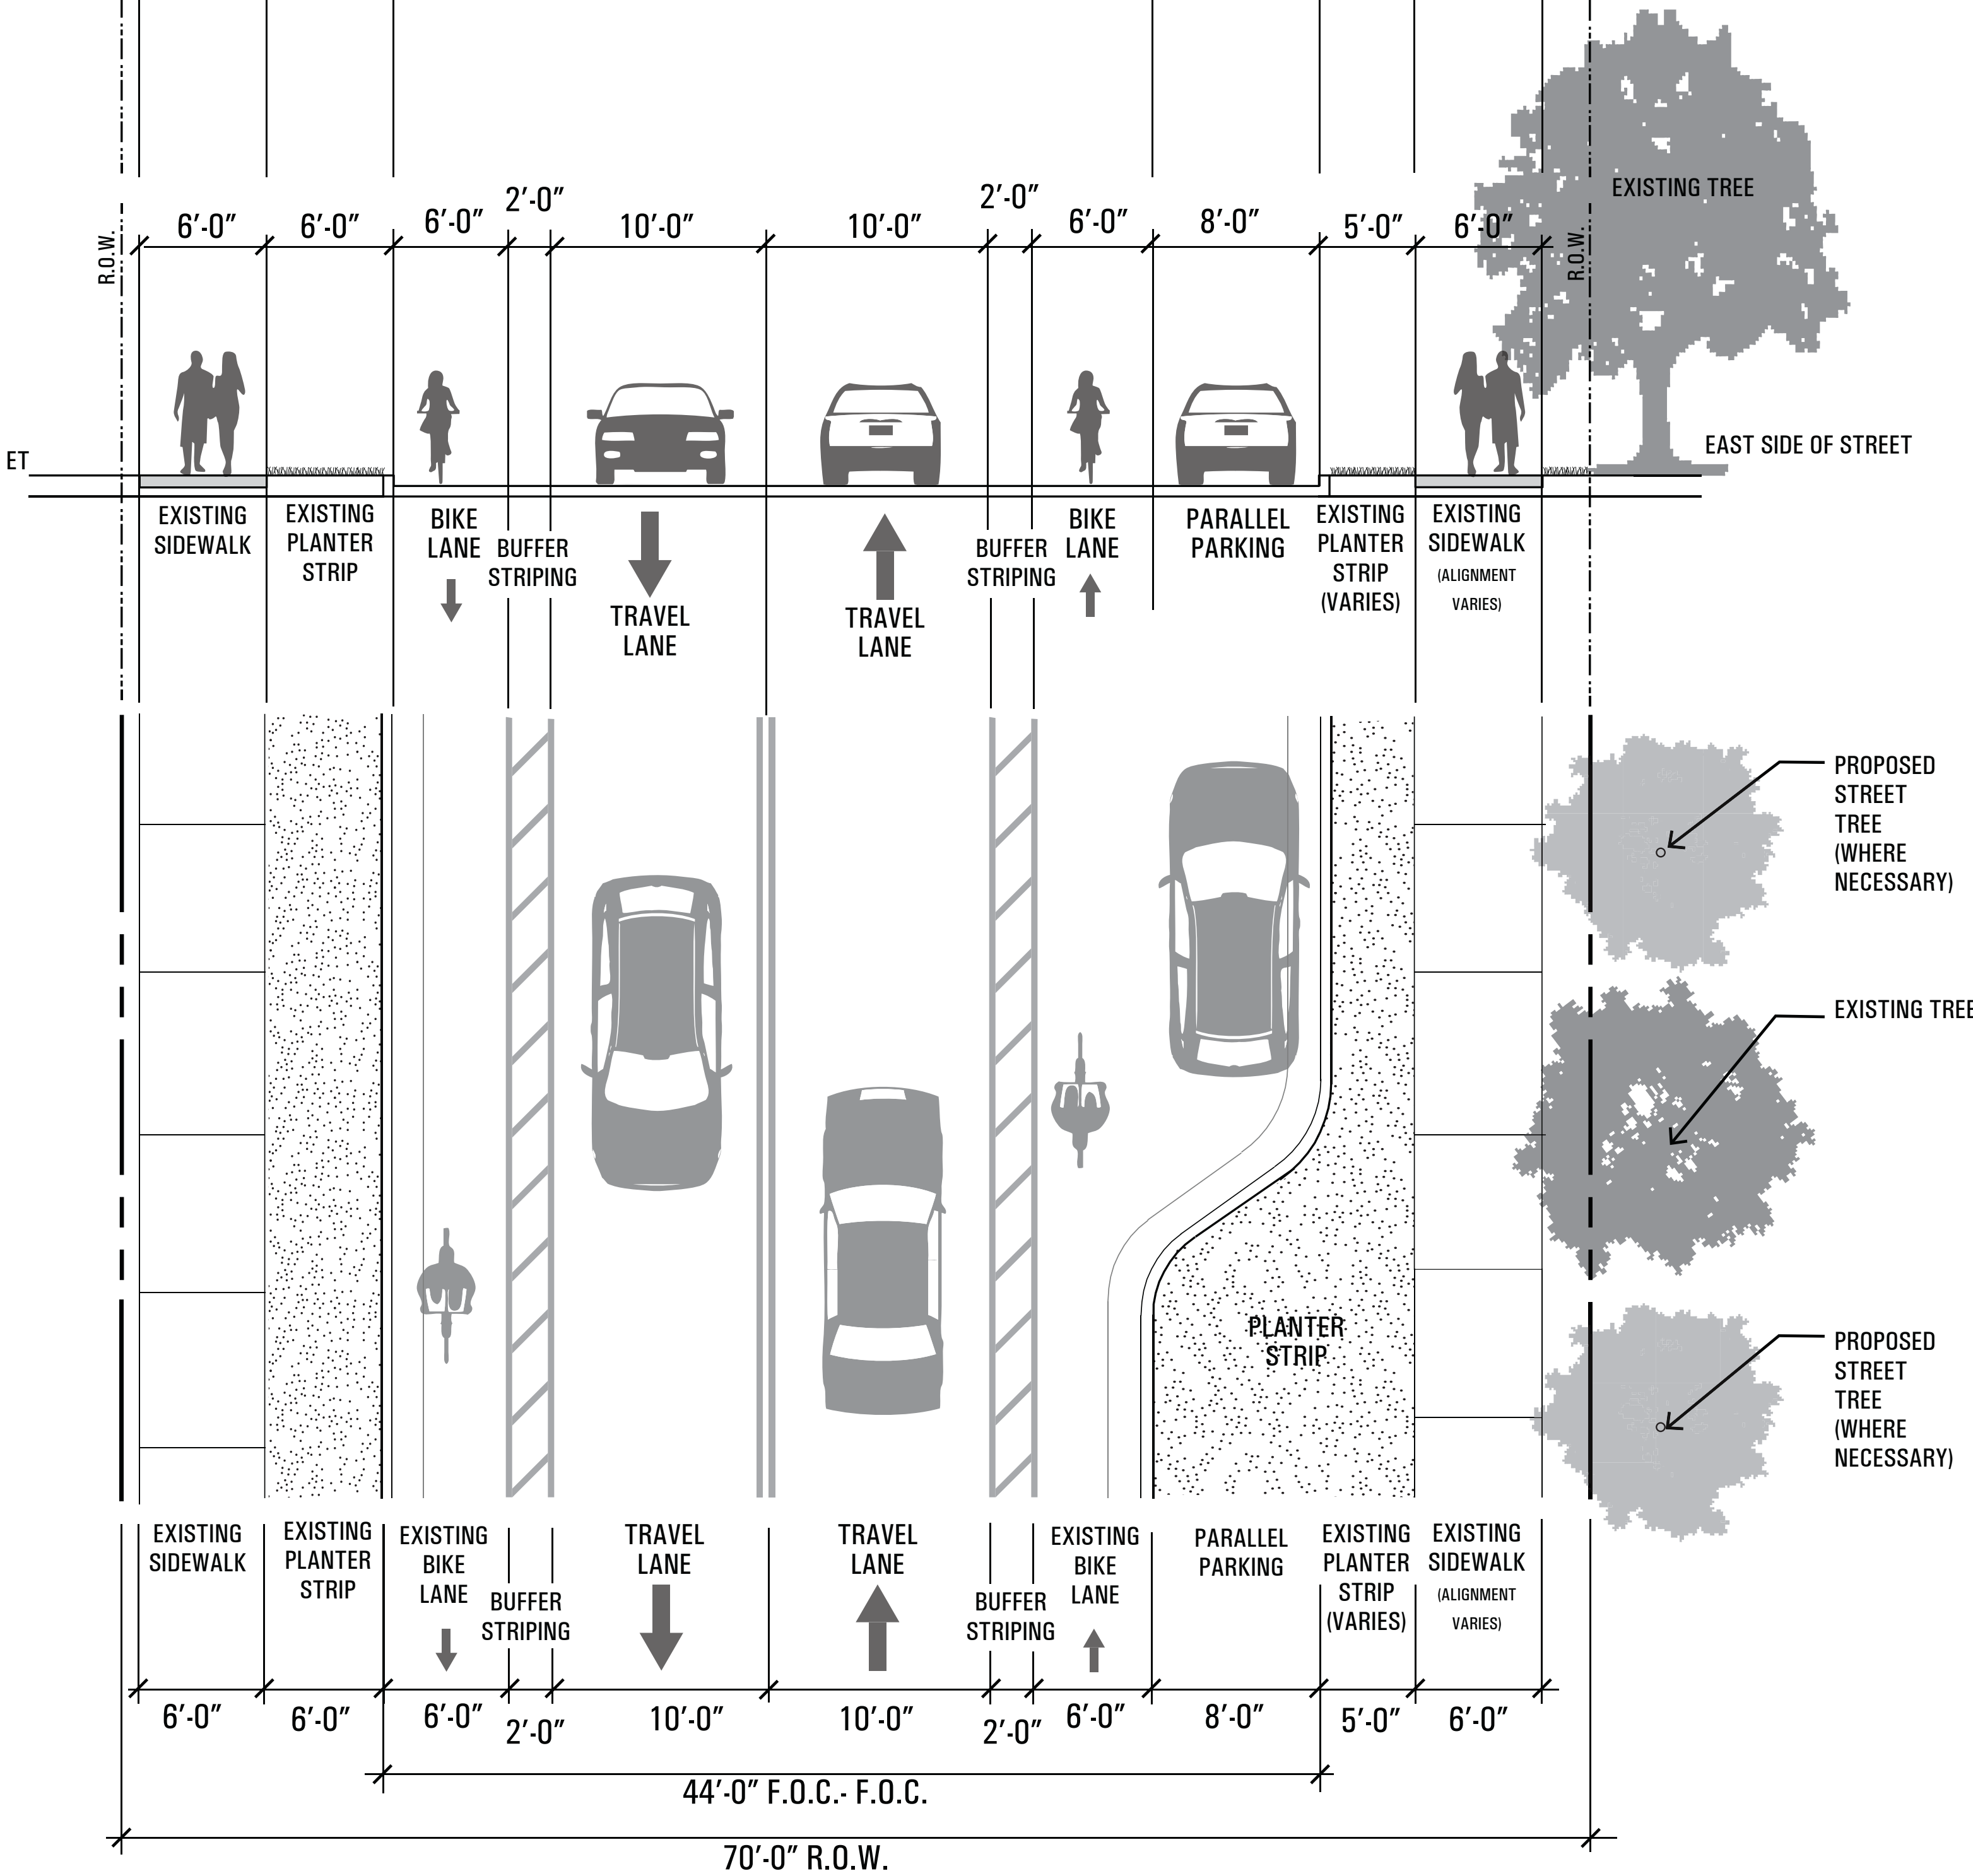 2'-0" 2'-0"
6'-0" 6'-0" 6'-0" 10'-0" 10'-0" 6'-0" 8'-0" 5'-0" 6'-0"
R.O.W.
R.O.W.
EXISTING TREE
ET
EAST SIDE OF STREET
EXISTING
SIDEWALK
EXISTING
PLANTER
STRIP
BIKE
LANE
BUFFER
STRIPING
TRAVEL
LANE
TRAVEL
LANE
BUFFER
STRIPING
BIKE
LANE
PARALLEL
PARKING
EXISTING
PLANTER
STRIP
(VARIES)
EXISTING
SIDEWALK
(ALIGNMENT
VARIES)
PROPOSED
STREET
TREE
(WHERE
NECESSARY)
EXISTING TREE
PLANTER
STRIP
PROPOSED
STREET
TREE
(WHERE
NECESSARY)
EXISTING
SIDEWALK
EXISTING
PLANTER
STRIP
EXISTING
BIKE
LANE
BUFFER
STRIPING
TRAVEL
LANE
TRAVEL
LANE
BUFFER
STRIPING
EXISTING
BIKE
LANE
PARALLEL
PARKING
EXISTING
PLANTER
STRIP
(VARIES)
EXISTING
SIDEWALK
(ALIGNMENT
VARIES)
6'-0" 6'-0" 6'-0" 2'-0" 10'-0" 10'-0" 2'-0" 6'-0" 8'-0" 5'-0" 6'-0"
44'-0" F.O.C.- F.O.C.
70'-0" R.O.W.